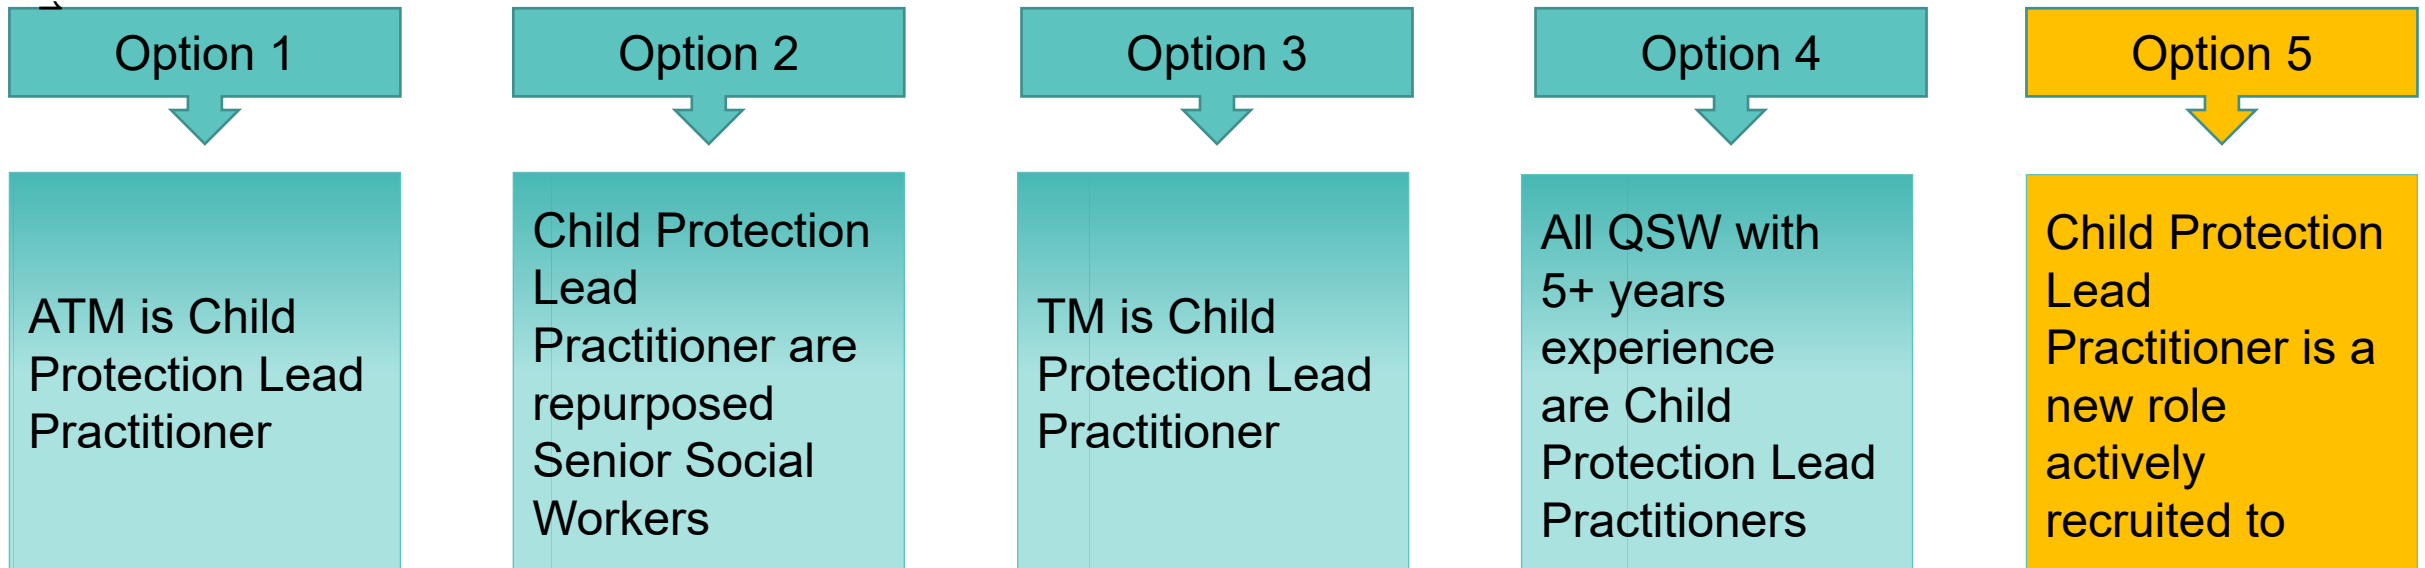 Option 1
ATM is Child
Protection Lead
Practitioner
Option 2
Child Protection
Lead
Practitioner are
repurposed
Senior Social
Workers
Option 3
TM is Child
Protection Lead
Practitioner
Option 4
All QSW with
5+ years
experience
are Child
Protection Lead
Practitioners
Option 5
Child Protection
Lead
Practitioner is a
new role
actively
recruited to